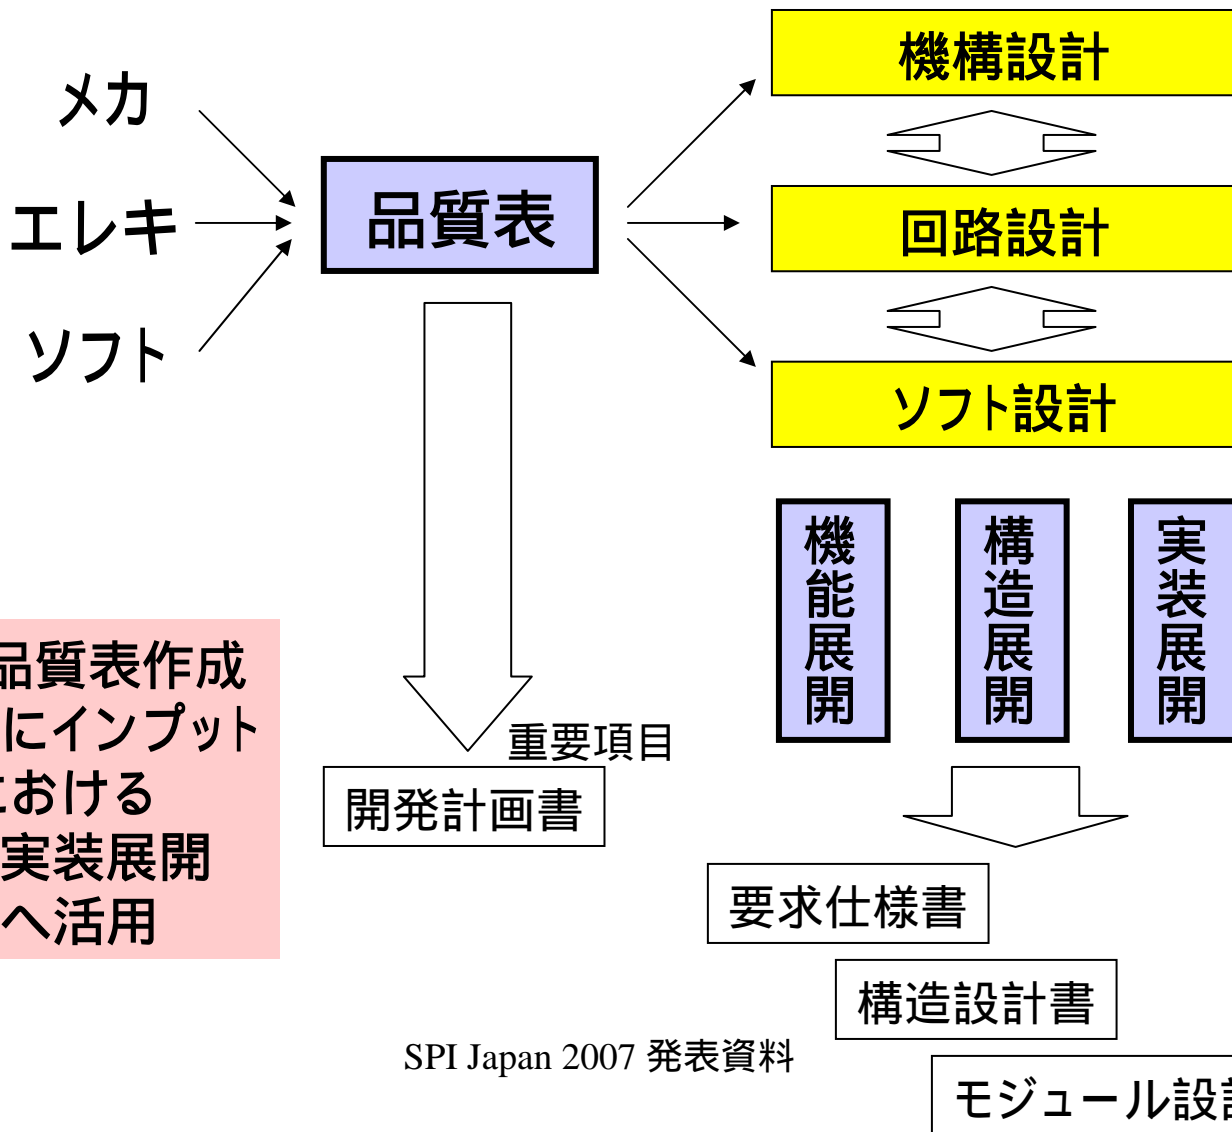 メカ
エレキ
ソフト
品質表
機構設計
回路設計
ソフト設計
機能展開
構造展開
実装展開
品質表作成
にインプット
における
実装展開
へ活用
重要項目
開発計画書
要求仕様書
構造設計書
モジュール設計
SPI Japan 2007 発表資料